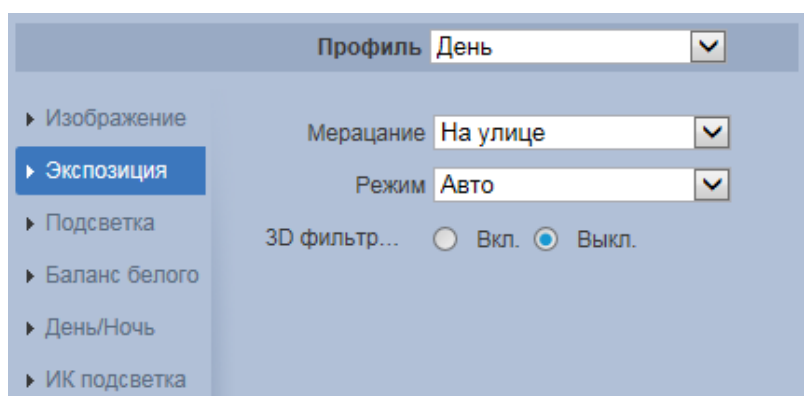 Профиль День
Изображение
Мерацание На улице
Экспозиция
Режим Авто
Подсветка
3D фильтр... Вкл. Выкл.
Баланс белого
День/Ночь
ИК подсветка